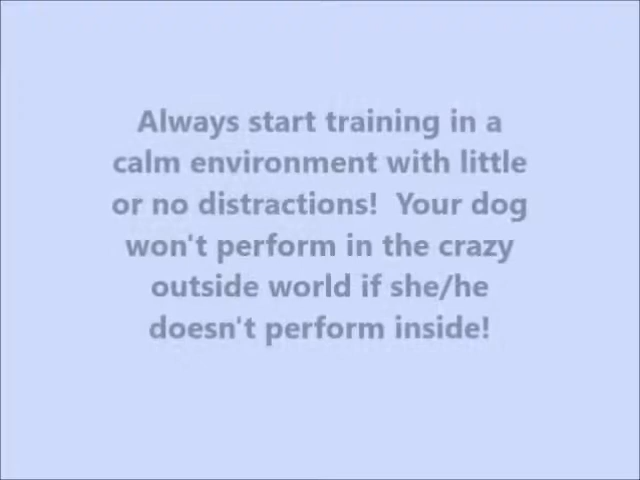 Always start training in a
calm environment with little
or no distractions!  Your dog
won't perform in the crazy
outside world if she/he
doesn't perform inside!